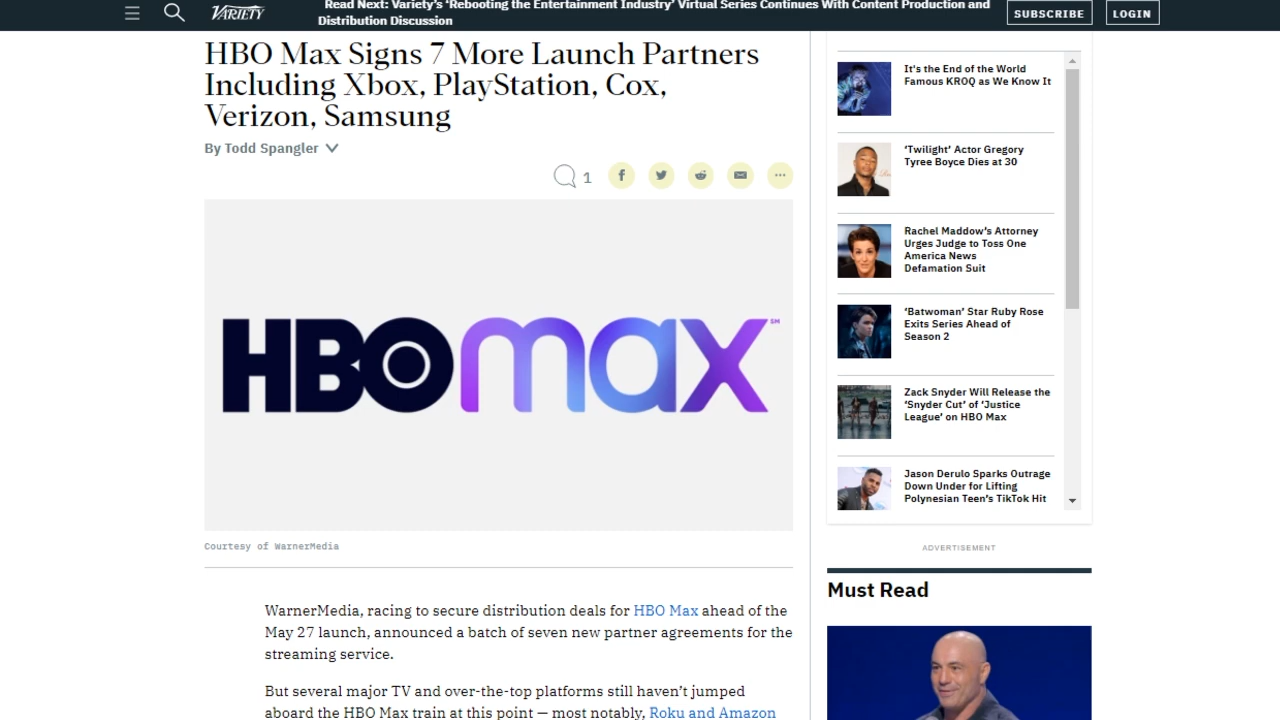 Read Next: Variety's 'Rebooting the Entertainment Industry' Virtual Series Continues With Content Production and
Distribution Discussion
VARIETY
SUBSCRIBE
LOGIN
HBO Max Signs 7 More Launch Partners
Including Xbox, PlayStation, Cox,
Verizon, Samsung
By Todd Spangler
1
HBOmax
SM
Courtesy of WarnerMedia
WarnerMedia, racing to secure distribution deals for HBO Max ahead of the
May 27 launch, announced a batch of seven new partner agreements for the
streaming service.
But several major TV and over-the-top platforms still haven't jumped
aboard the HBO Max train at this point — most notably, Roku and Amazon
It's the End of the World
Famous KROQ as We Know It
'Twilight' Actor Gregory
Tyree Boyce Dies at 30
Rachel Maddow's Attorney
Urges Judge to Toss One
America News
Defamation Suit
'Batwoman' Star Ruby Rose
Exits Series Ahead of
Season 2
Zack Snyder Will Release the
'Snyder Cut' of 'Justice
League' on HBO Max
Jason Derulo Sparks Outrage
Down Under for Lifting
Polynesian Teen's TikTok Hit
ADVERTISEMENT
Must Read